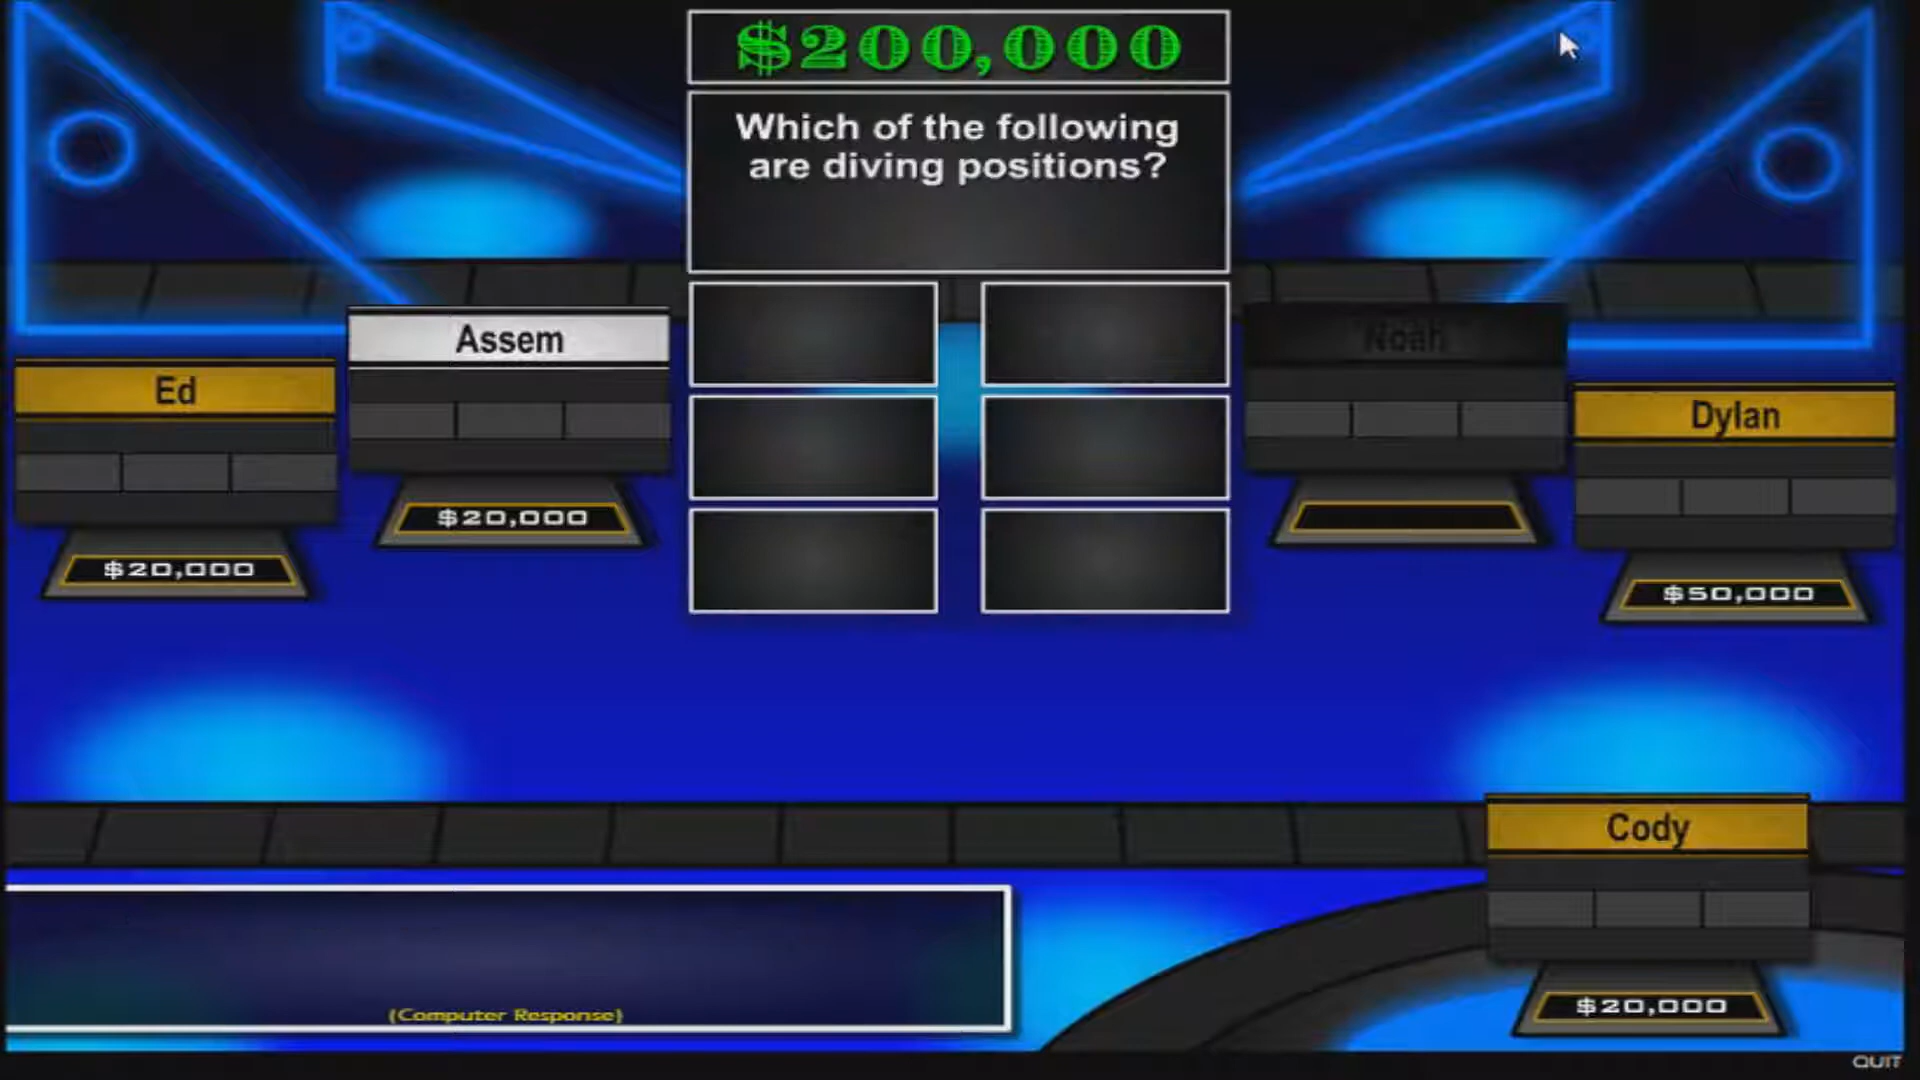 $200,000
Which of the following
are diving positions?
Ed
$20,000
Assem
$20,000
Noah
Dylan
$50,000
Cody
$20,000
(Computer Response)
QUIT